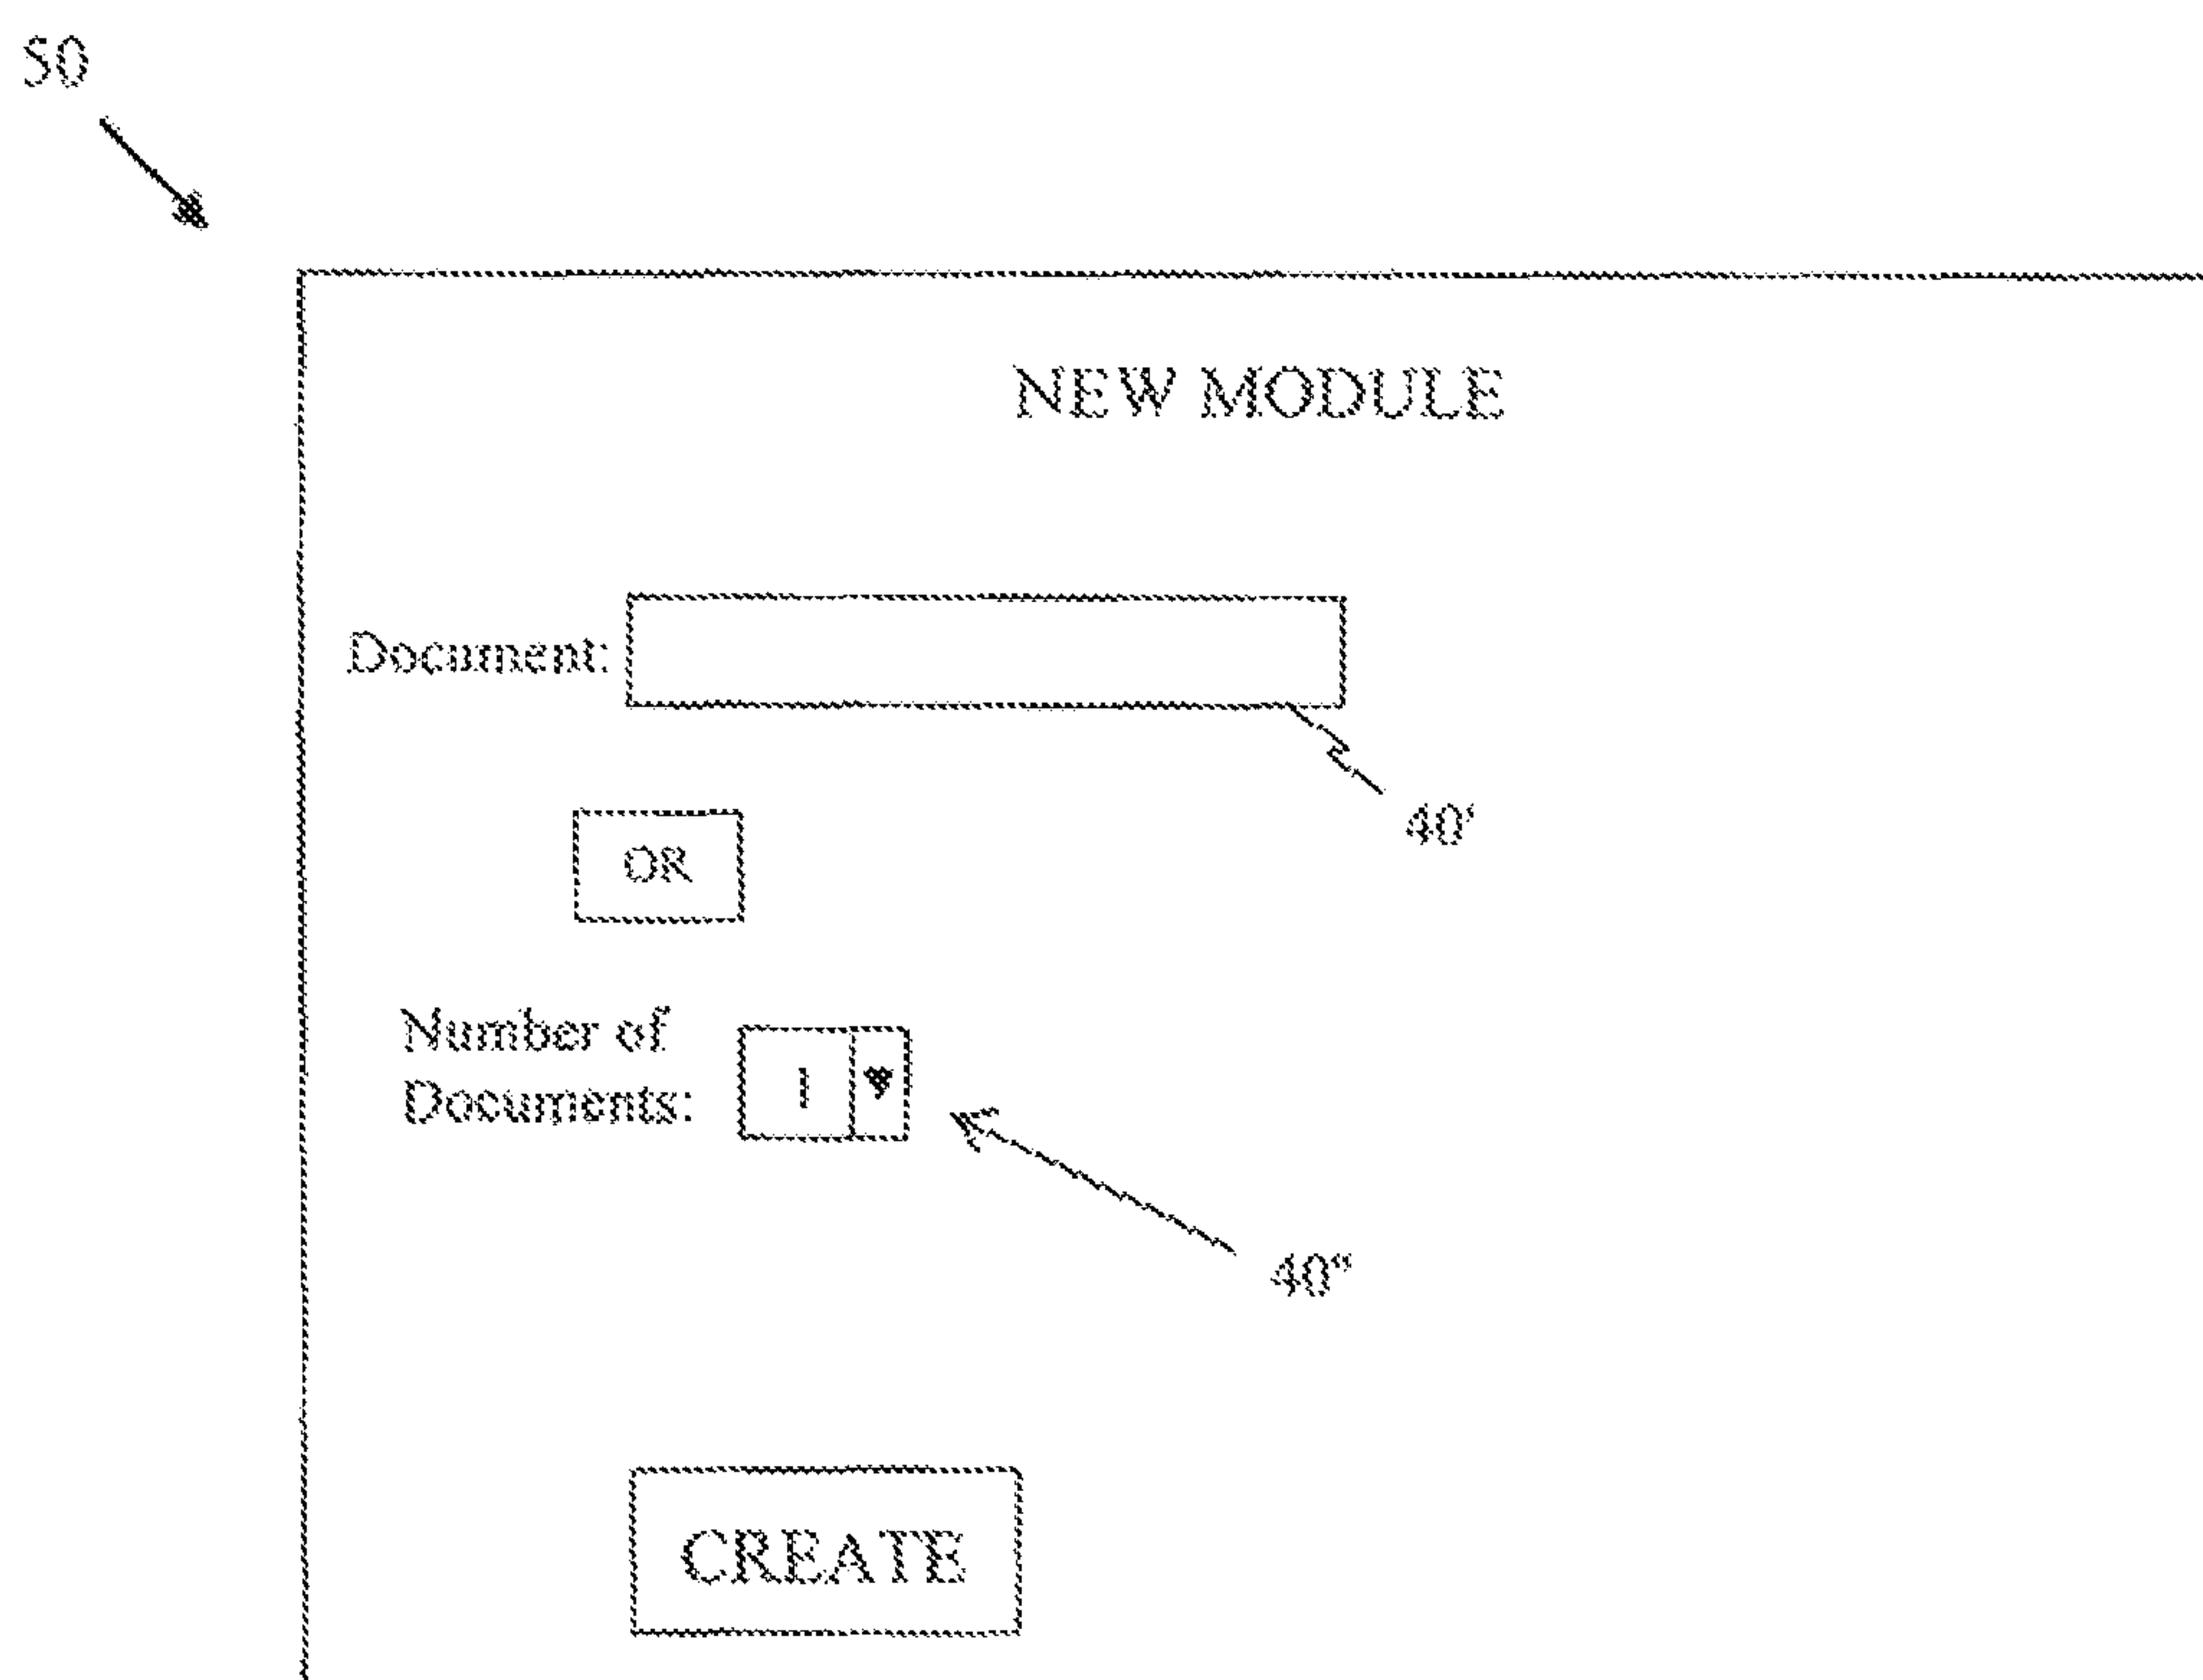 50
NEW MODULE
Document:
40'
OR
Number of
Documents:
1
40"
CREATE